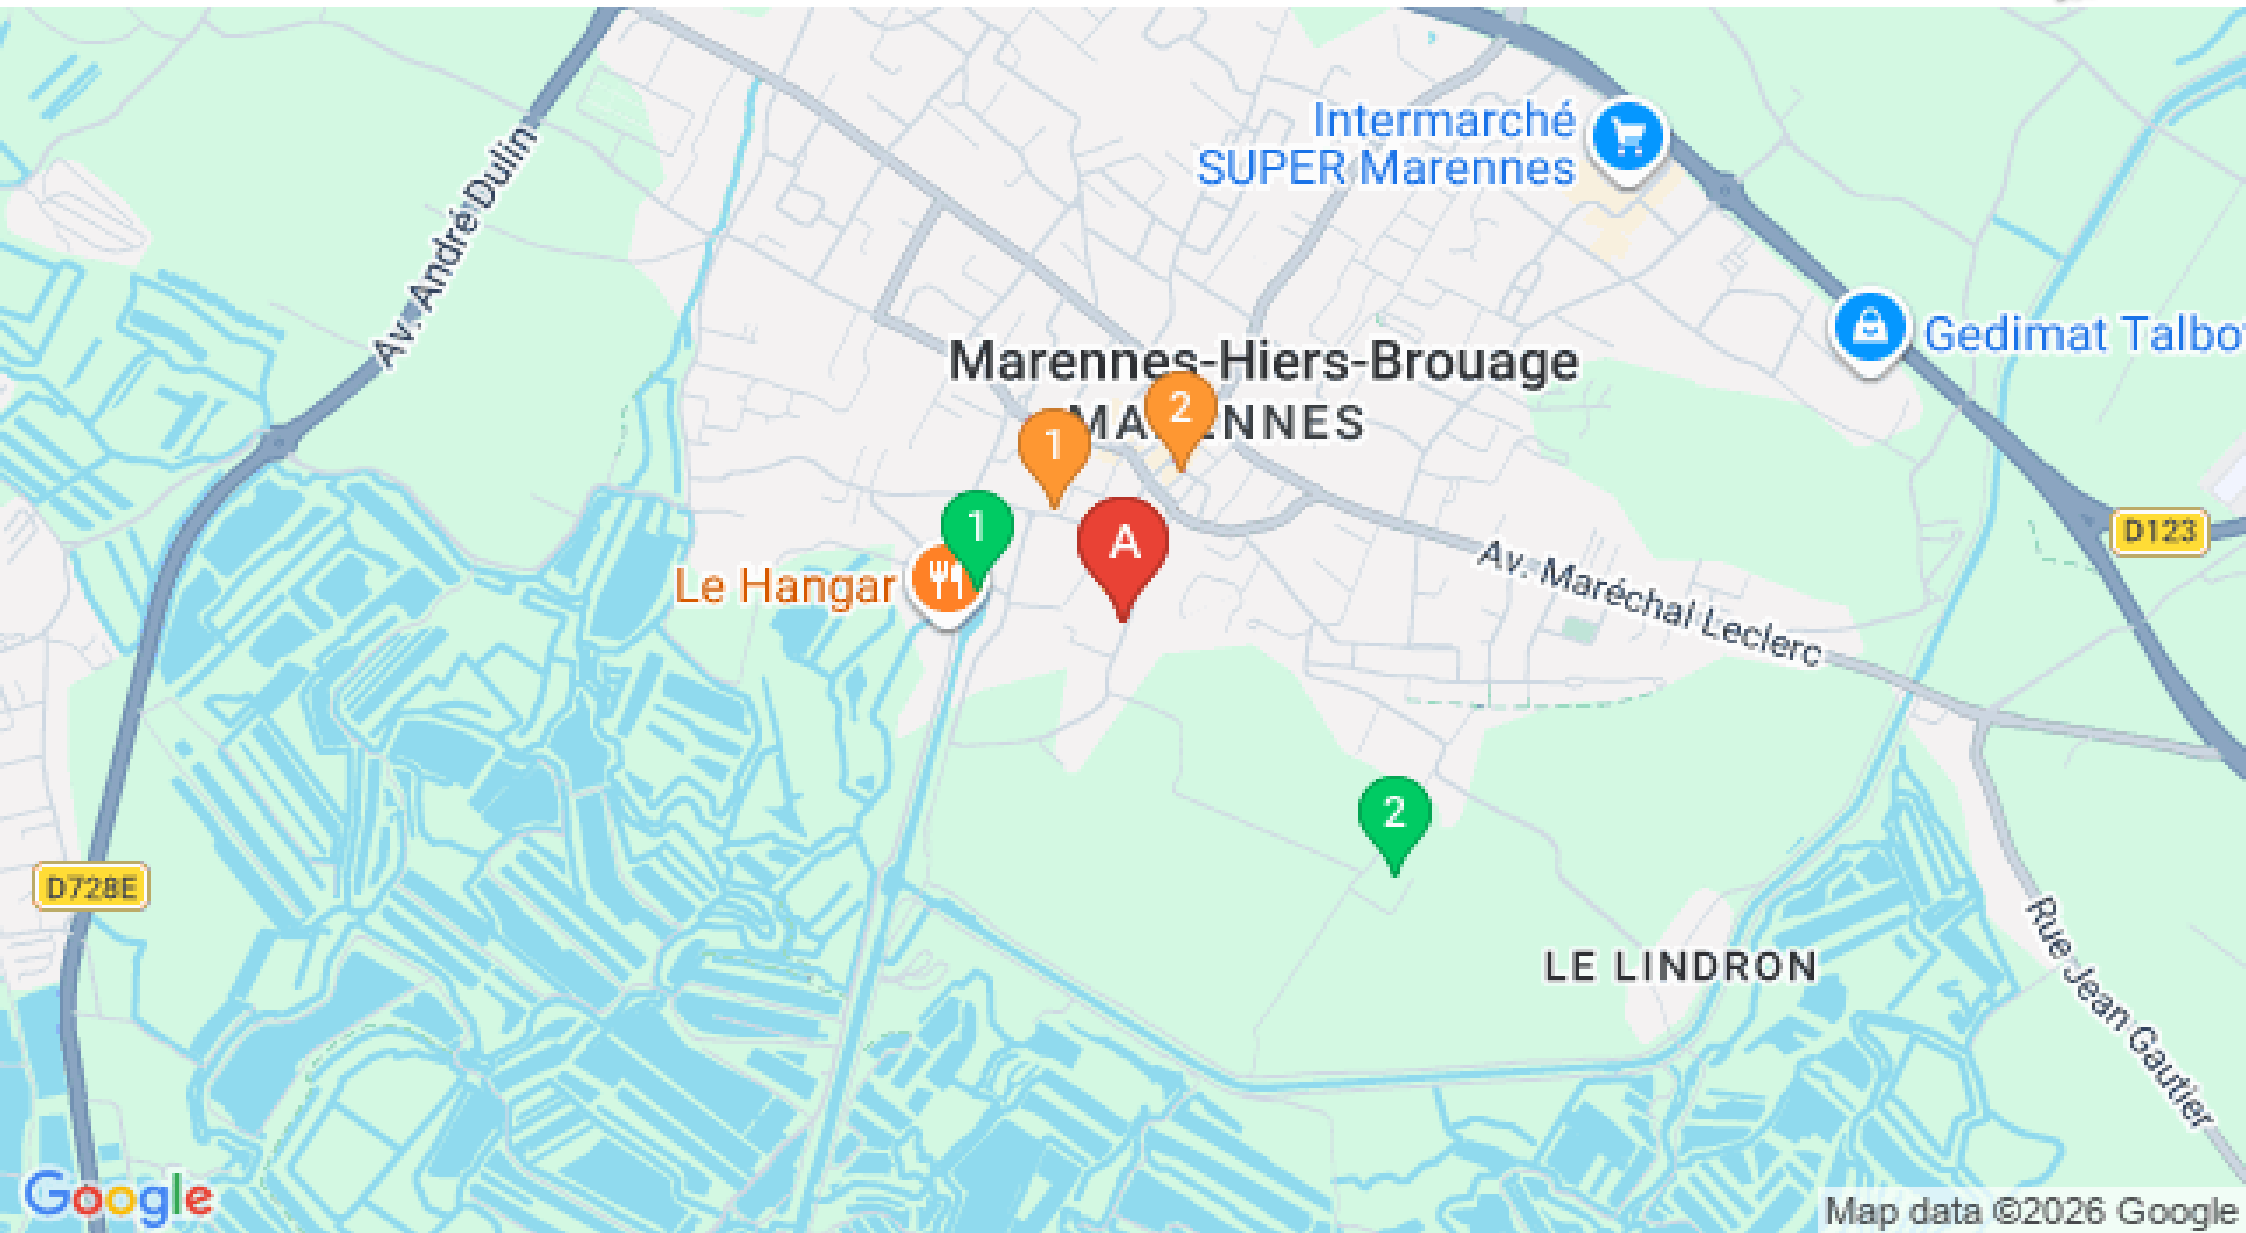 Intermarché
SUPER Marennes
Av. André Dulin
Gedimat Talbo
Marennes-Hiers-Brouage
2
MARENNES
1
1
A
D123
Le Hangar
Av. Maréchal Leclerc
2
D728E
LE LINDRON
Rue Jean Gautier
Google
Map data ©2026 Google